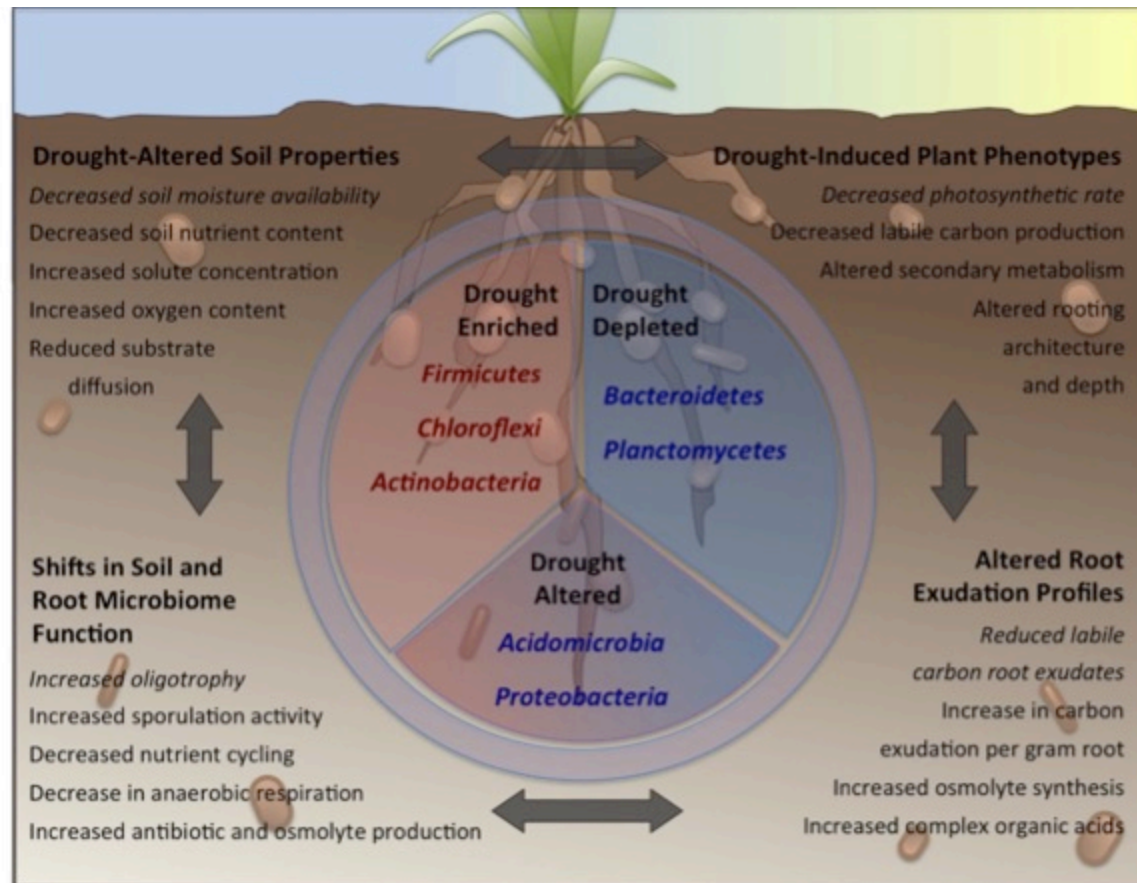 Drought-Altered Soil Properties
Decreased soil moisture availability
Decreased soil nutrient content
Increased solute concentration
Increased oxygen content
Reduced substrate
diffusion
Drought-Induced Plant Phenotypes
Decreased photosynthetic rate
Decreased labile carbon production
Altered secondary metabolism
Altered rooting
architecture
and depth
Drought
Enriched
Firmicutes
Chloroflexi
Actinobacteria
Drought
Depleted
Bacteroidetes
Planctomycetes
Drought
Altered
Acidomicrobia
Proteobacteria
Shifts in Soil and
Root Microbiome
Function
Increased oligotrophy
Increased sporulation activity
Decreased nutrient cycling
Decrease in anaerobic respiration
Increased antibiotic and osmolyte production
Altered Root
Exudation Profiles
Reduced labile
carbon root exudates
Increase in carbon
exudation per gram root
Increased osmolyte synthesis
Increased complex organic acids